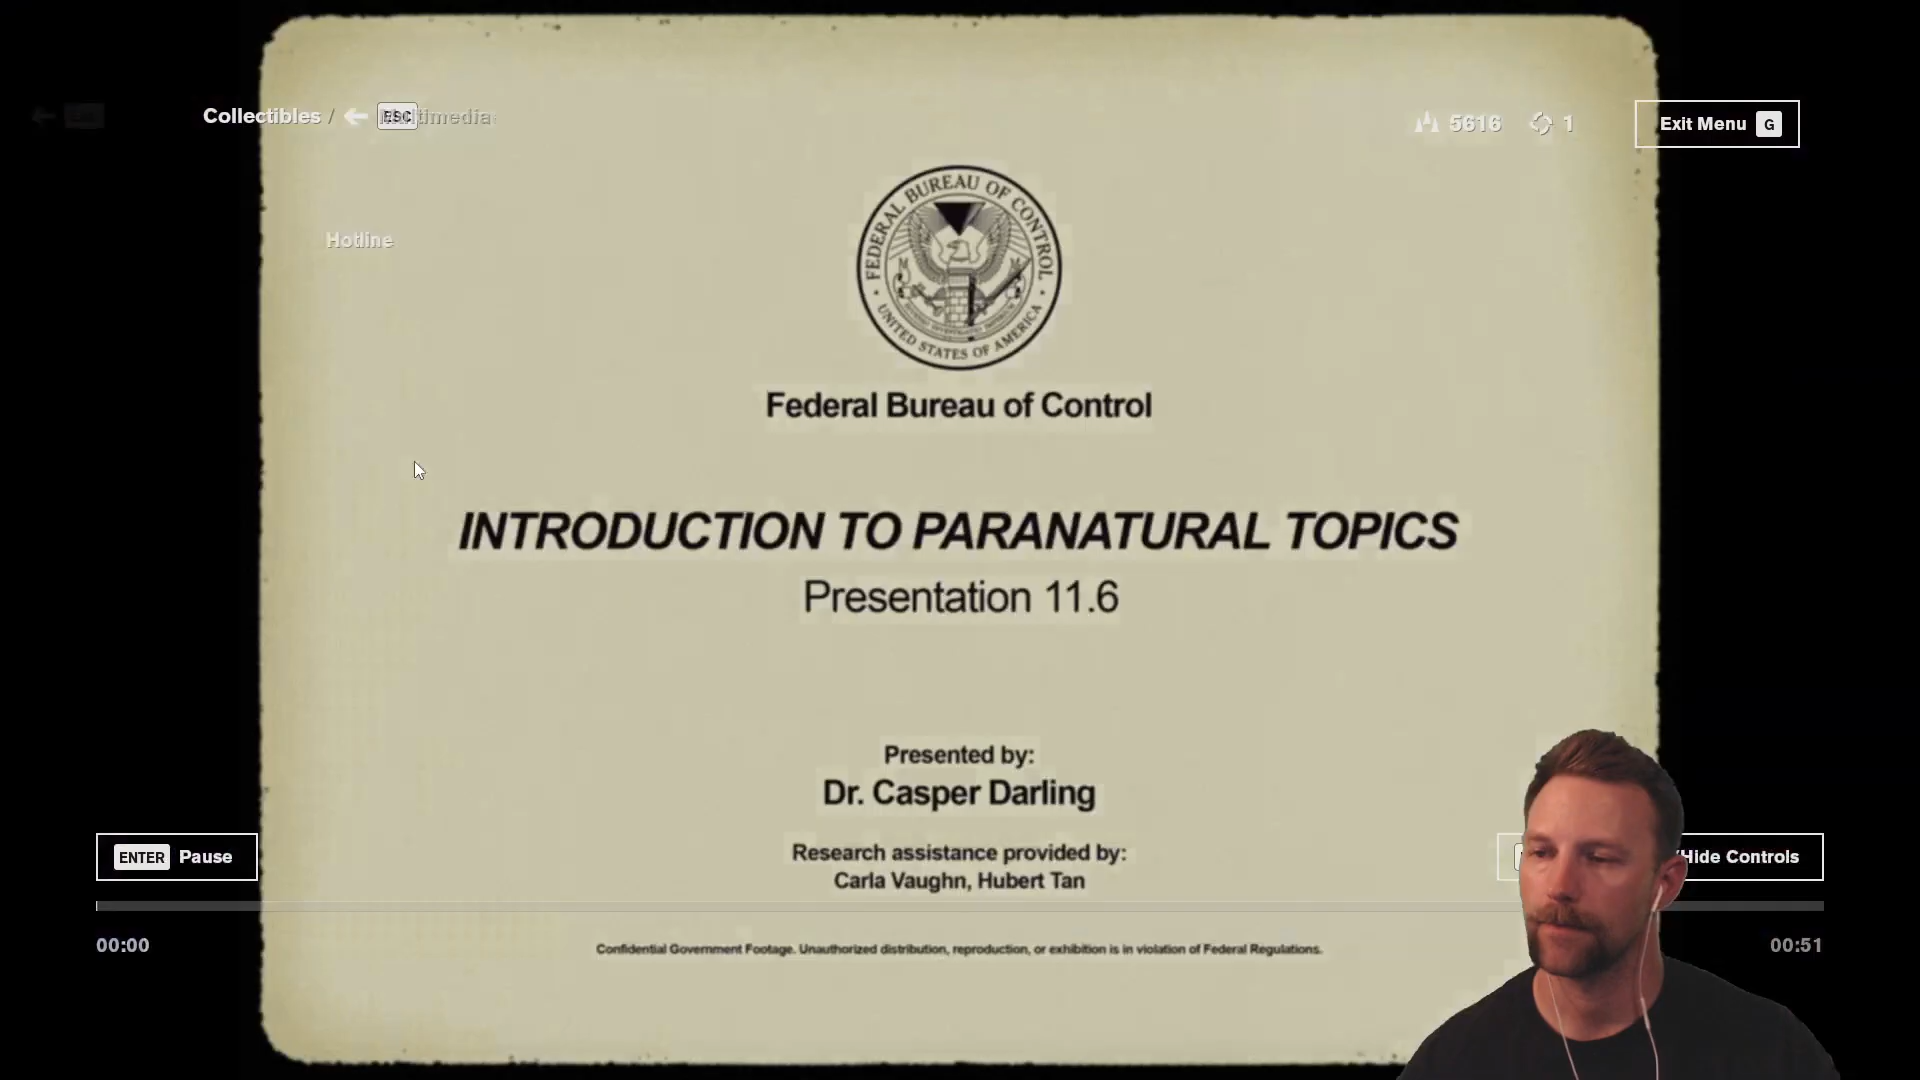 Collectibles / ESC Multimedia
5616 1
Exit Menu G
FEDERAL BUREAU OF CONTROL
UNITED STATES OF AMERICA
Hotline
Federal Bureau of Control
INTRODUCTION TO PARANATURAL TOPICS
Presentation 11.6
Presented by:
Dr. Casper Darling
ENTER Pause
/Hide Controls
Research assistance provided by:
Carla Vaughn, Hubert Tan
00:00
00:51
Confidential Government Footage. Unauthorized distribution, reproduction, or exhibition is in violation of Federal Regulations.